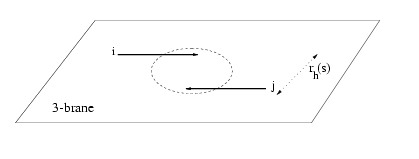 i
r_h(s)
j
3-brane